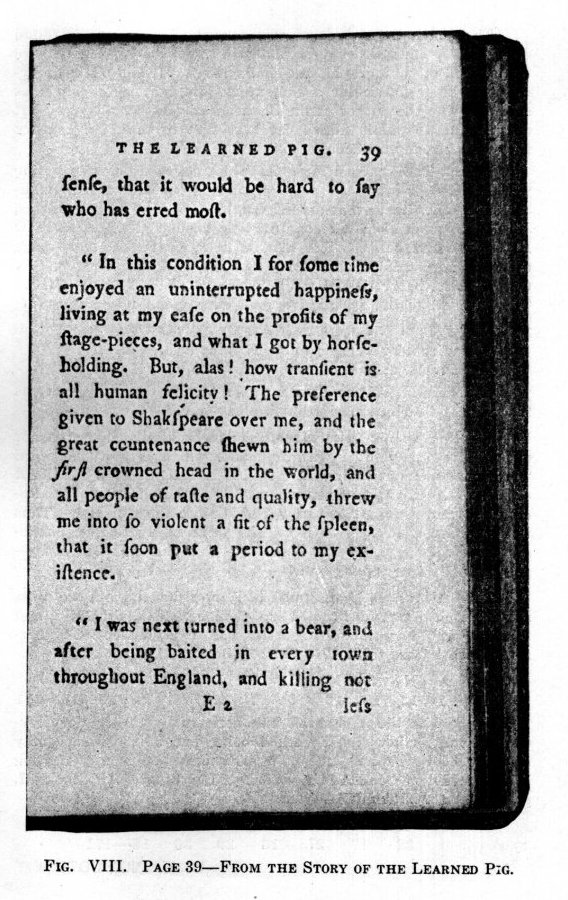 THE LEARNED PIG. 39
ſenſe, that it would be hard to ſay
who has erred moſt.
“ In this condition I for ſome time
enjoyed an uninterrupted happineſs,
living at my eaſe on the profits of my
ſtage-pieces, and what I got by horſe-
holding. But, alas! how tranſient is
all human felicity! The preference
given to Shakſpeare over me, and the
great countenance ſhewn him by the
firſt crowned head in the world, and
all people of taſte and quality, threw
me into ſo violent a fit of the ſpleen,
that it ſoon put a period to my ex-
iſtence.
“ I was next turned into a bear, and
after being baited in every town
throughout England, and killing not
E 2 leſs
FIG. VIII. PAGE 39—FROM THE STORY OF THE LEARNED PIG.